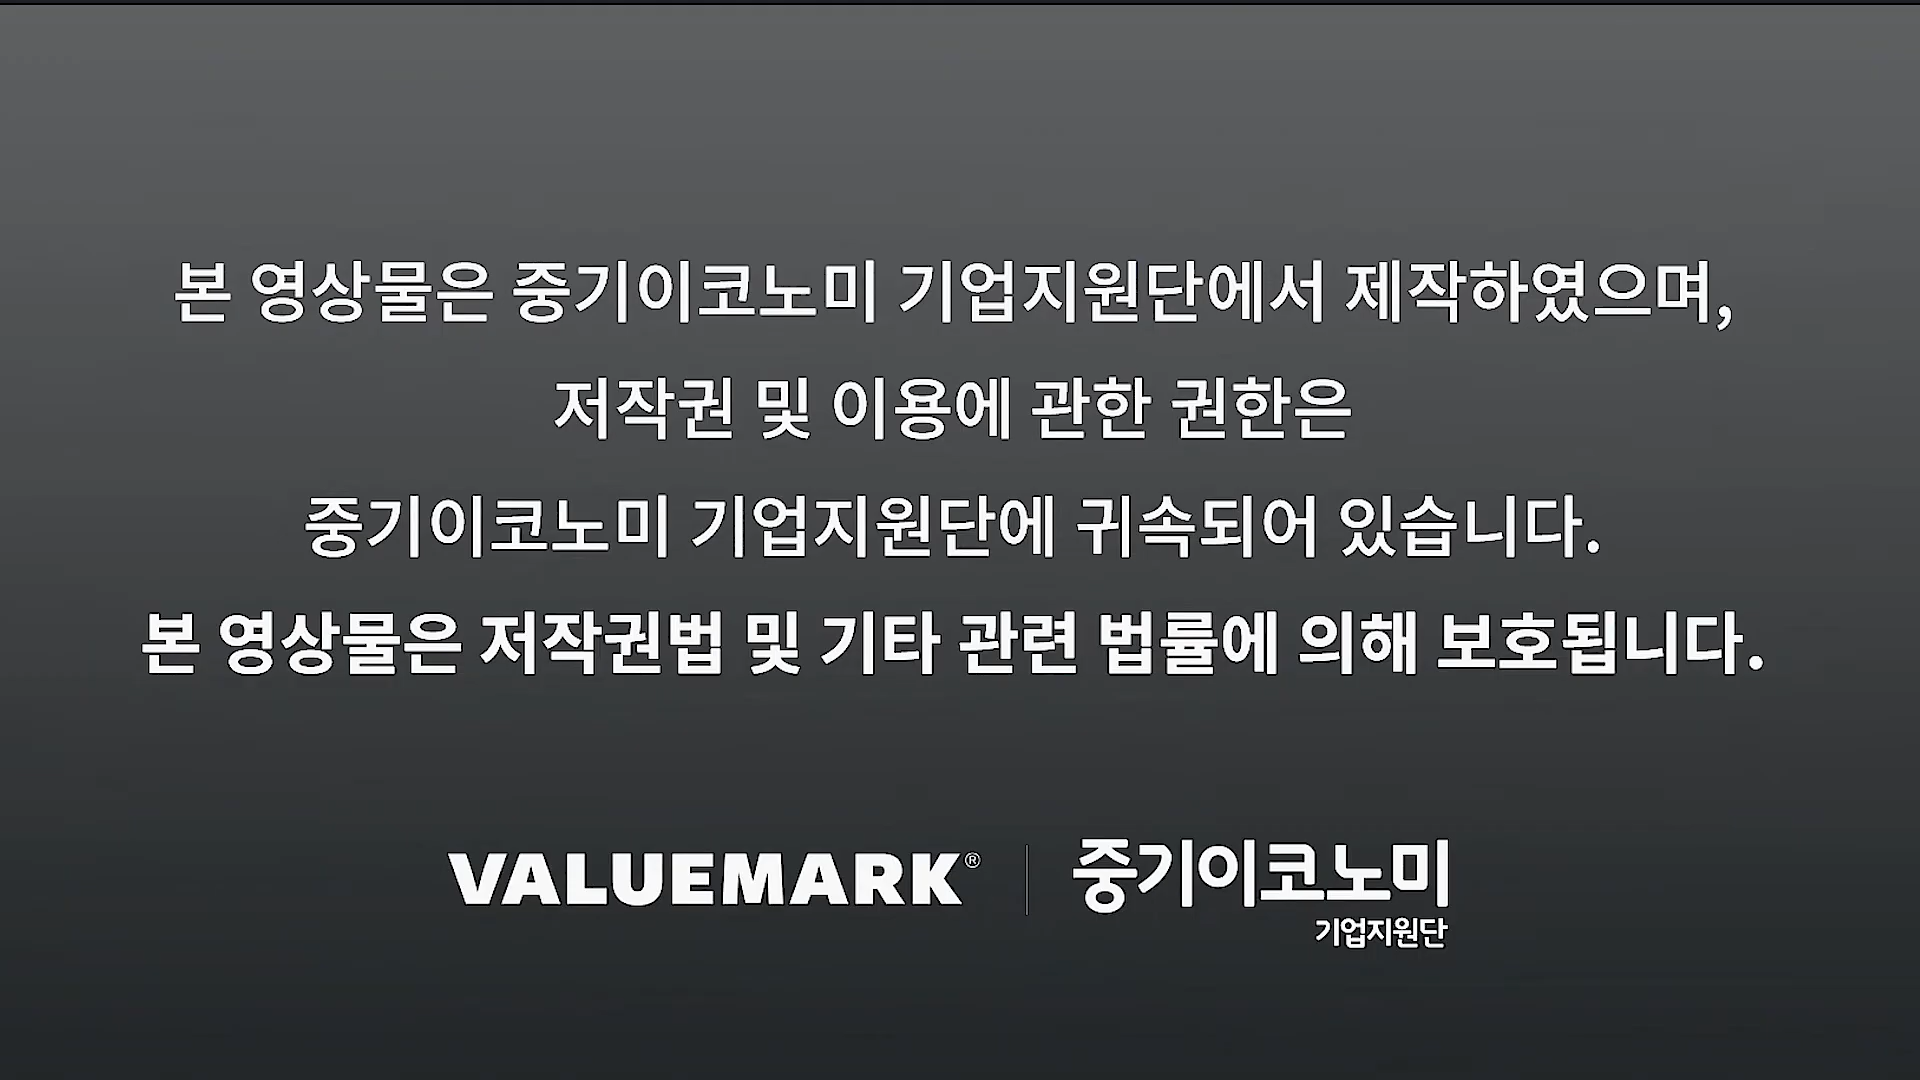 본 영상물은 중기이코노미 기업지원단에서 제작하였으며,
저작권 및 이용에 관한 권한은
중기이코노미 기업지원단에 귀속되어 있습니다.
본 영상물은 저작권법 및 기타 관련 법률에 의해 보호됩니다.
VALUEMARK® 중기이코노미
기업지원단